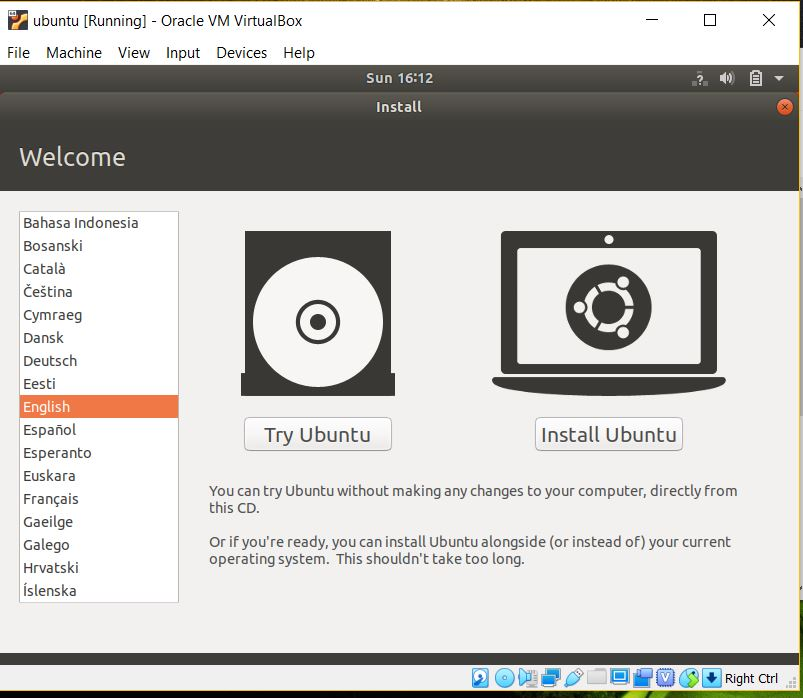 ubuntu [Running] - Oracle VM VirtualBox
File Machine View Input Devices Help
Sun 16:12
Install
Welcome
Bahasa Indonesia
Bosanski
Català
Čeština
Cymraeg
Dansk
Deutsch
Eesti
English
Español
Esperanto
Euskara
Français
Gaeilge
Galego
Hrvatski
Íslenska
Try Ubuntu
Install Ubuntu
You can try Ubuntu without making any changes to your computer, directly from
this CD.
Or if you're ready, you can install Ubuntu alongside (or instead of) your current
operating system.  This shouldn't take too long.
Right Ctrl